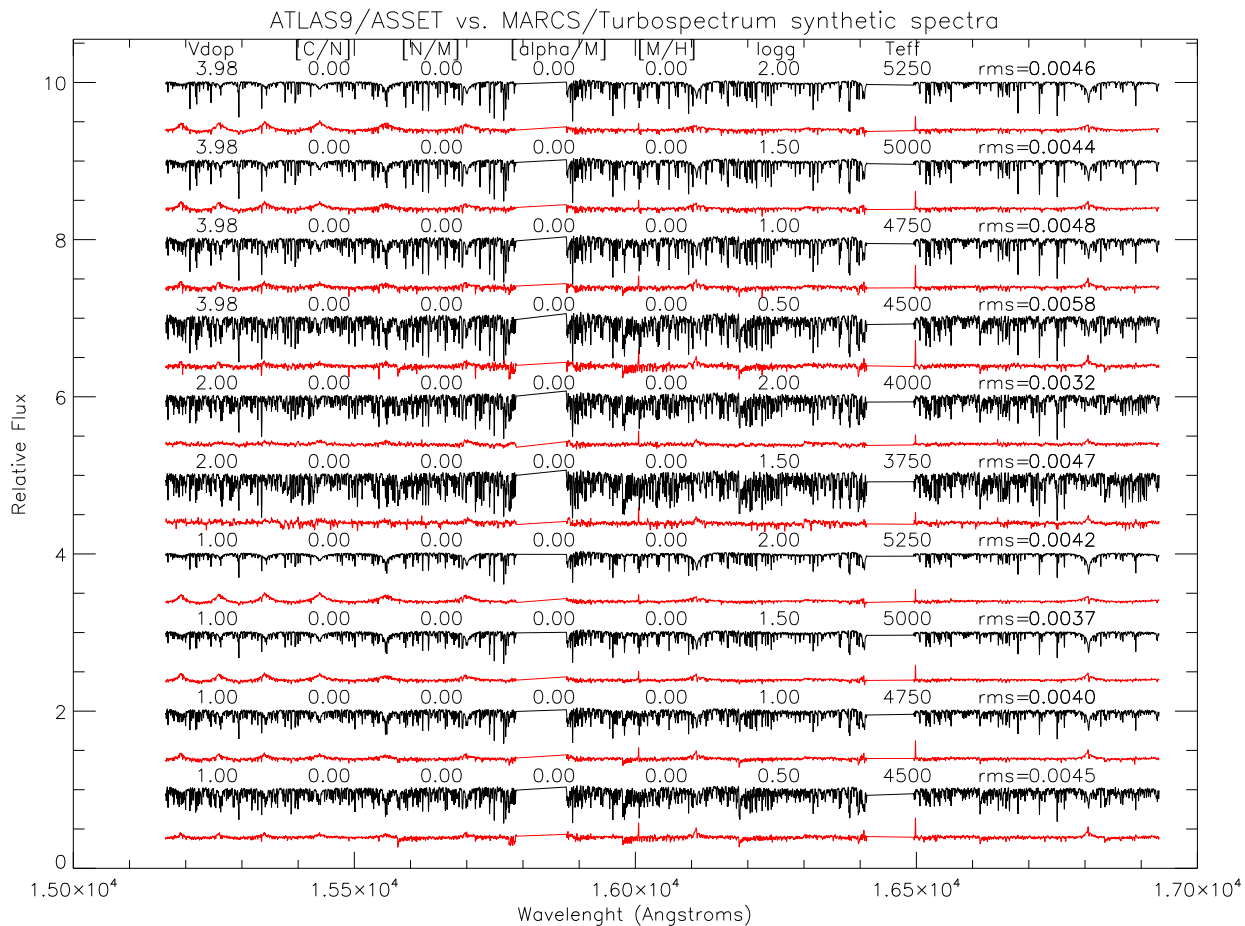 ATLAS9/ASSET vs. MARCS/Turbospectrum synthetic spectra
Vdop [C/N] [N/M] [alpha/M] [M/H] logg Teff
3.98 0.00 0.00 0.00 0.00 2.00 5250 rms=0.0046
10
3.98 0.00 0.00 0.00 0.00 1.50 5000 rms=0.0044
3.98 0.00 0.00 0.00 0.00 1.00 4750 rms=0.0048
8
3.98 0.00 0.00 0.00 0.00 0.50 4500 rms=0.0058
2.00 0.00 0.00 0.00 0.00 2.00 4000 rms=0.0032
6
2.00 0.00 0.00 0.00 0.00 1.50 3750 rms=0.0047
Relative Flux
1.00 0.00 0.00 0.00 0.00 2.00 5250 rms=0.0042
4
1.00 0.00 0.00 0.00 0.00 1.50 5000 rms=0.0037
1.00 0.00 0.00 0.00 0.00 1.00 4750 rms=0.0040
2
1.00 0.00 0.00 0.00 0.00 0.50 4500 rms=0.0045
0
1.50×10⁴ 1.55×10⁴ 1.60×10⁴ 1.65×10⁴ 1.70×10⁴
Wavelenght (Angstroms)